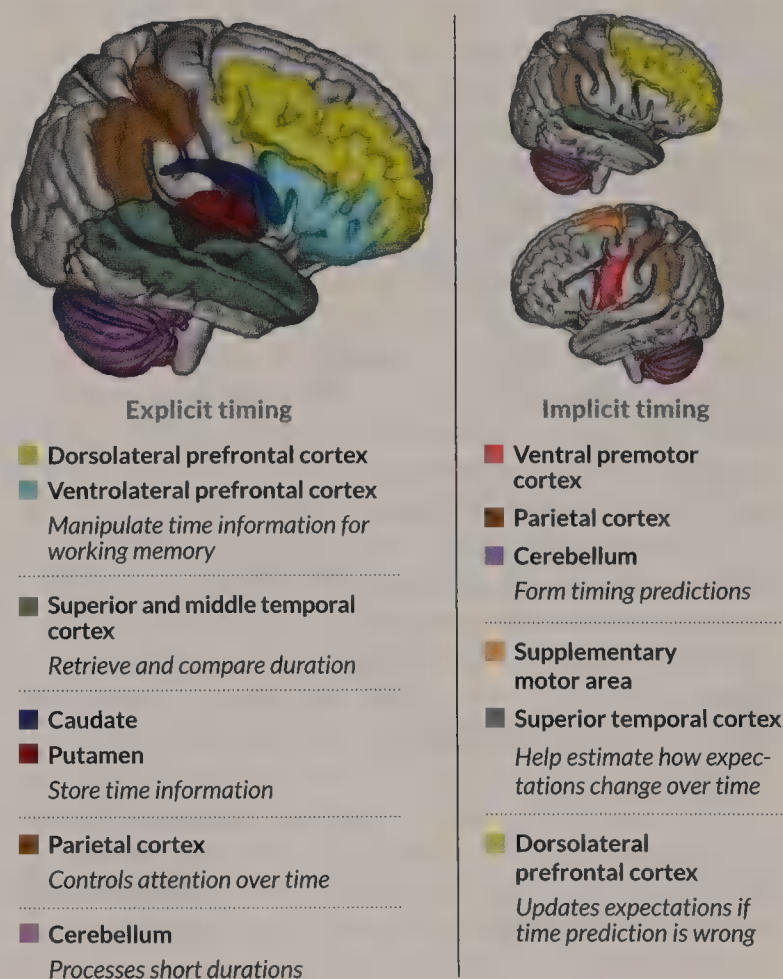 Explicit timing
Dorsolateral prefrontal cortex
Ventrolateral prefrontal cortex
Manipulate time information for
working memory
Superior and middle temporal
cortex
Retrieve and compare duration
Caudate
Putamen
Store time information
Parietal cortex
Controls attention over time
Cerebellum
Processes short durations
Implicit timing
Ventral premotor
cortex
Parietal cortex
Cerebellum
Form timing predictions
Supplementary
motor area
Superior temporal cortex
Help estimate how expec-
tations change over time
Dorsolateral
prefrontal cortex
Updates expectations if
time prediction is wrong